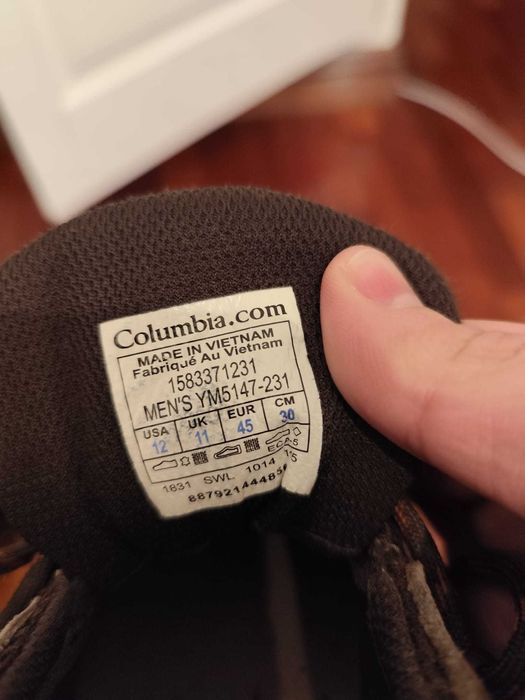 Columbia.com
MADE IN VIETNAM
Fabriqué Au Vietnam
1583371231
MEN'S YM5147-231
USA UK EUR CM
12 11 45 30
1831 SWL 1014